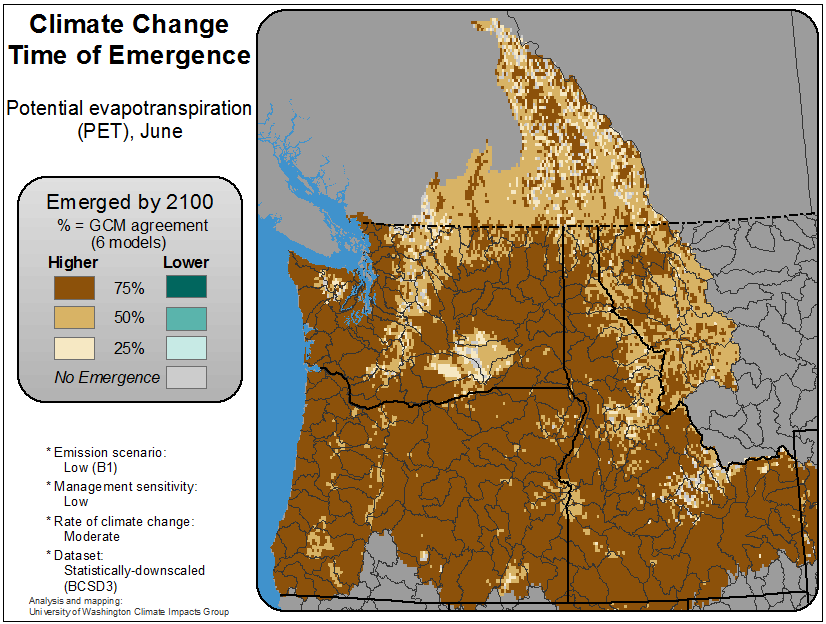 Climate Change
Time of Emergence
Potential evapotranspiration
(PET), June
Emerged by 2100
% = GCM agreement
(6 models)
Higher Lower
75%
50%
25%
No Emergence
* Emission scenario:
Low (B1)
* Management sensitivity:
Low
* Rate of climate change:
Moderate
* Dataset:
Statistically-downscaled
(BCSD3)
Analysis and mapping:
University of Washington Climate Impacts Group